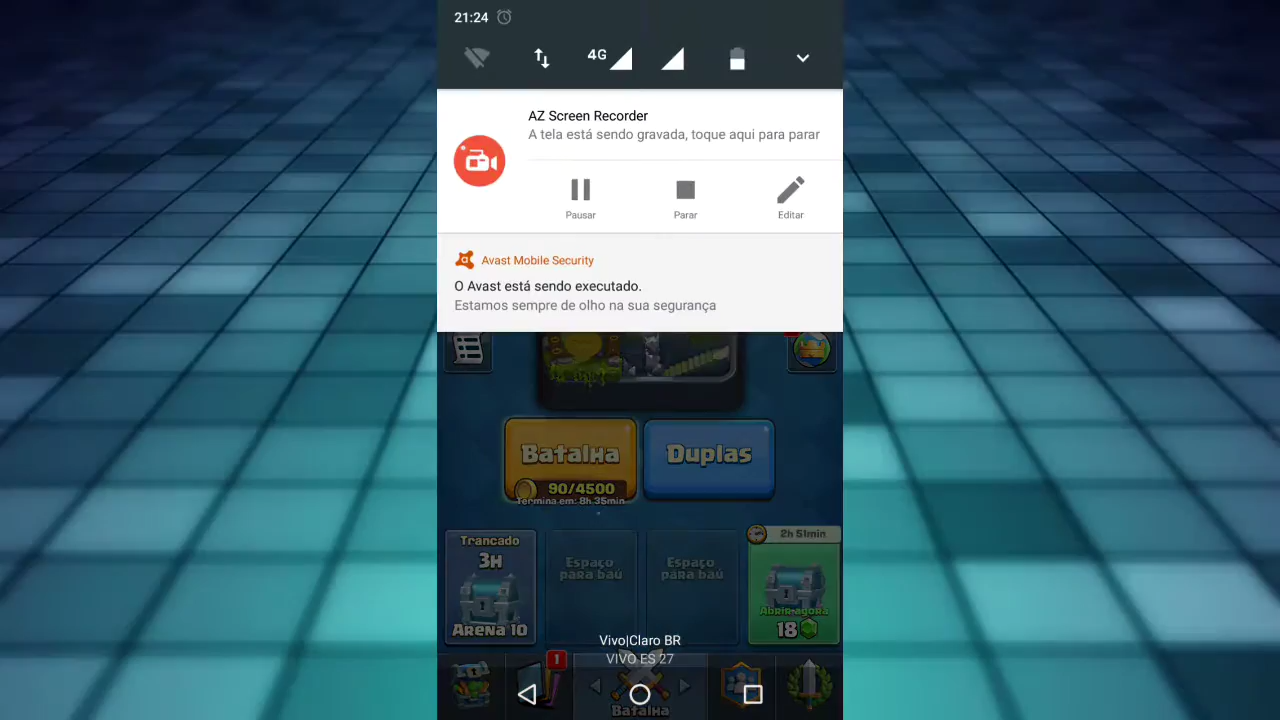 21:24
4G
AZ Screen Recorder
A tela está sendo gravada, toque aqui para parar
Pausar
Parar
Editar
Avast Mobile Security
O Avast está sendo executado.
Estamos sempre de olho na sua segurança
Batalha
Duplas
90/4500
Termina em: 8h 35min
2h 51min
Trancado
3H
Espaço
para baú
Espaço
para baú
Abrir agora
18
Arena 10
Vivo|Claro BR
VIVO ES 27
1
Batalha